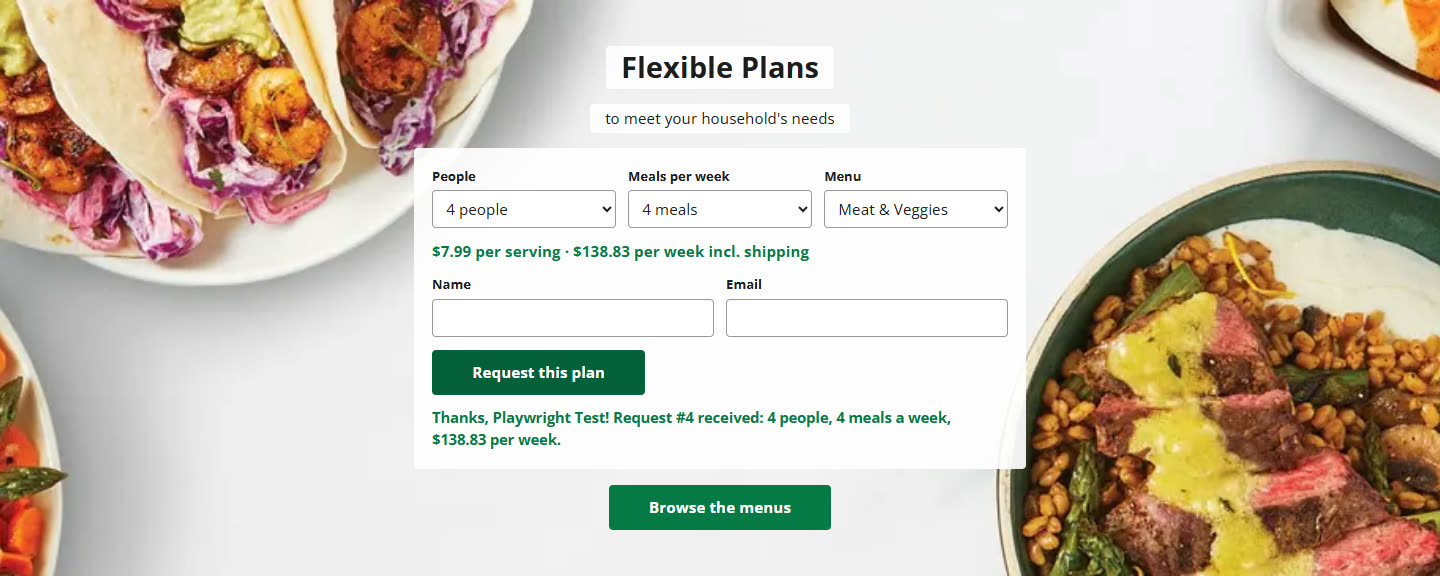 Flexible Plans
to meet your household's needs
People
Meals per week
Menu
4 people
4 meals
Meat & Veggies
$7.99 per serving · $138.83 per week incl. shipping
Name
Email
Request this plan
Thanks, Playwright Test! Request #4 received: 4 people, 4 meals a week,
$138.83 per week.
Browse the menus